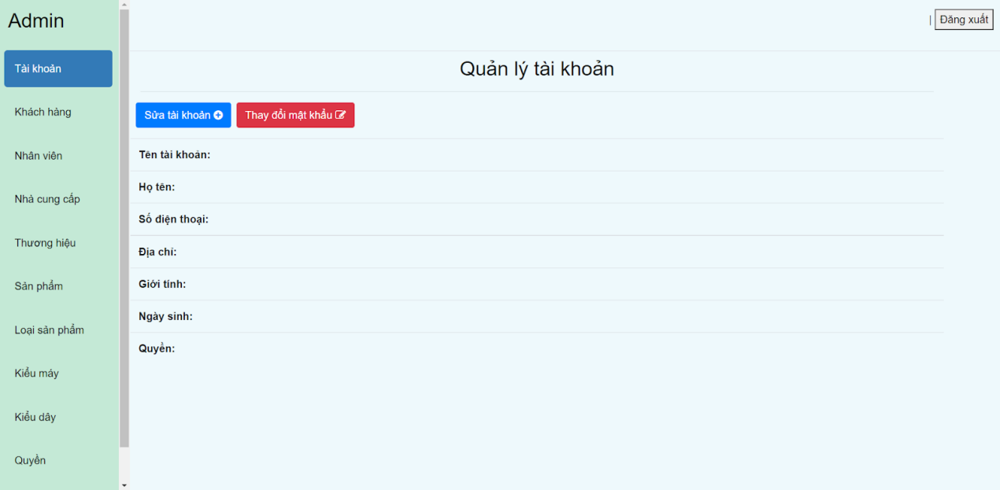 Admin
| Đăng xuất
Tài khoản
Khách hàng
Nhân viên
Nhà cung cấp
Thương hiệu
Sản phẩm
Loại sản phẩm
Kiểu máy
Kiểu dây
Quyền
Quản lý tài khoản
Sửa tài khoản
Thay đổi mật khẩu
Tên tài khoản:
Họ tên:
Số điện thoại:
Địa chỉ:
Giới tính:
Ngày sinh:
Quyền: